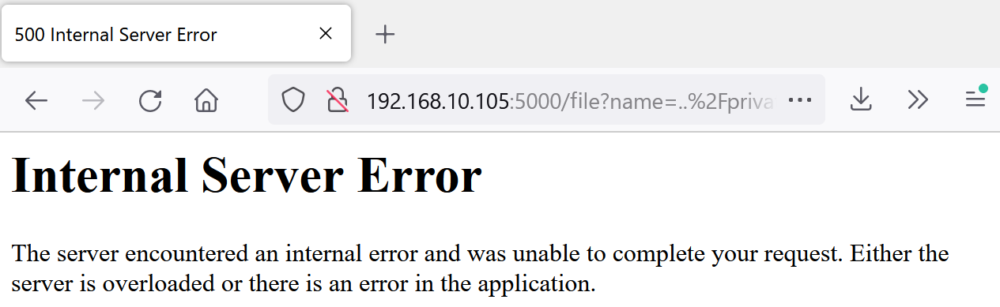 500 Internal Server Error
192.168.10.105:5000/file?name=..%2Fpriva
Internal Server Error
The server encountered an internal error and was unable to complete your request. Either the
server is overloaded or there is an error in the application.